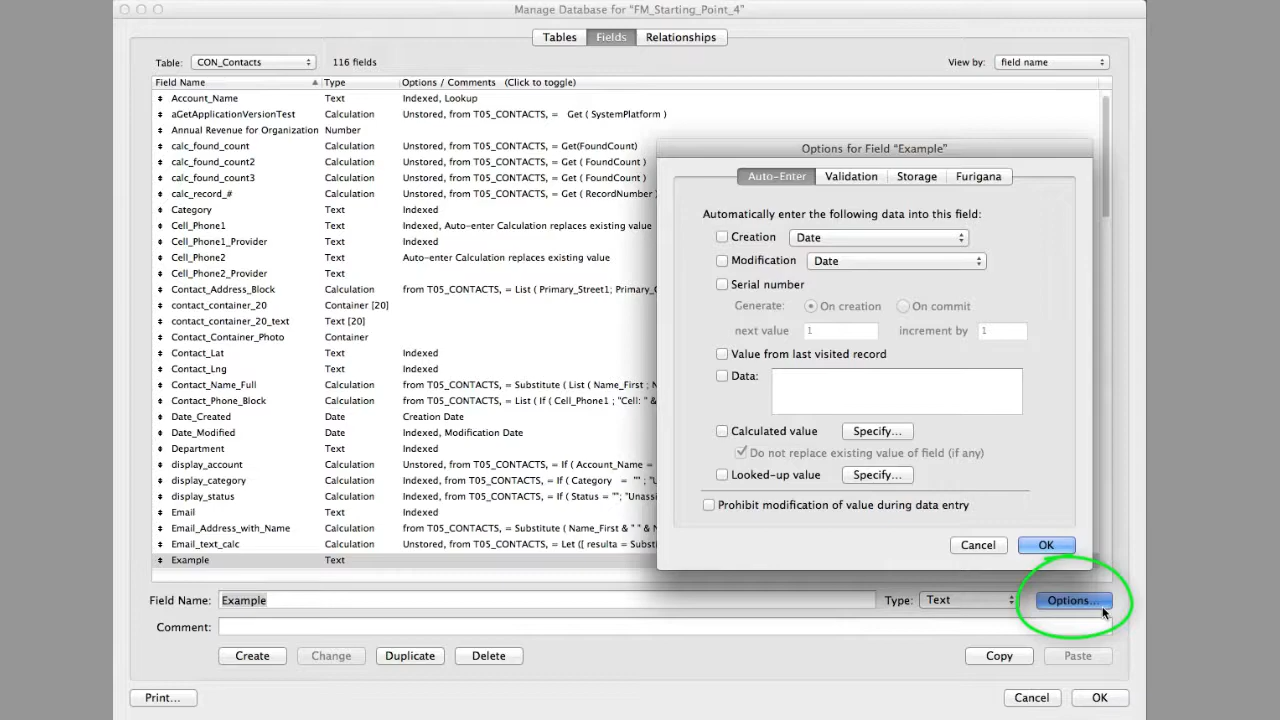 Manage Database for “FM_Starting_Point_4”
Tables Fields Relationships
Table: CON_Contacts 116 fields View by: field name
Field Name Type Options / Comments (Click to toggle)
Account_Name Text Indexed, Lookup
aGetApplicationVersionTest Calculation Unstored, from T05_CONTACTS, = Get ( SystemPlatform )
Annual Revenue for Organization Number
calc_found_count Calculation Unstored, from T05_CONTACTS, = Get(FoundCount)
calc_found_count2 Calculation Unstored, from T05_CONTACTS, = Get ( FoundCount )
calc_found_count3 Calculation Unstored, from T05_CONTACTS, = Get ( FoundCount )
calc_record_# Calculation Unstored, from T05_CONTACTS, = Get ( RecordNumber )
Category Text Indexed
Cell_Phone1 Text Indexed, Auto-enter Calculation replaces existing value
Cell_Phone1_Provider Text Indexed
Cell_Phone2 Text Auto-enter Calculation replaces existing value
Cell_Phone2_Provider Text
Contact_Address_Block Calculation from T05_CONTACTS, = List ( Primary_Street1; Primary_
contact_container_20 Container [20]
contact_container_20_text Text [20]
Contact_Container_Photo Container
Contact_Lat Text Indexed
Contact_Lng Text Indexed
Contact_Name_Full Calculation from T05_CONTACTS, = Substitute ( List ( Name_First ; N
Contact_Phone_Block Calculation from T05_CONTACTS, = List ( If ( Cell_Phone1 ; "Cell: " &
Date_Created Date Creation Date
Date_Modified Date Indexed, Modification Date
Department Text Indexed
display_account Calculation Unstored, from T05_CONTACTS, = If ( Account_Name =
display_category Calculation Indexed, from T05_CONTACTS, = If ( Category = "" ; "U
display_status Calculation Indexed, from T05_CONTACTS, = If ( Status = ""; "Unass
Email Text Indexed
Email_Address_with_Name Calculation from T05_CONTACTS, = Substitute ( Name_First & " " & N
Email_text_calc Calculation Unstored, from T05_CONTACTS, = Let ([ resulta = Subst
Example Text
Options for Field “Example”
Auto-Enter Validation Storage Furigana
Automatically enter the following data into this field:
Creation Date
Modification Date
Serial number
Generate: On creation On commit
next value 1 increment by 1
Value from last visited record
Data:
Calculated value Specify...
Do not replace existing value of field (if any)
Looked-up value Specify...
Prohibit modification of value during data entry
Cancel OK
Field Name: Example Type: Text Options...
Comment:
Create Change Duplicate Delete Copy Paste
Print... Cancel OK